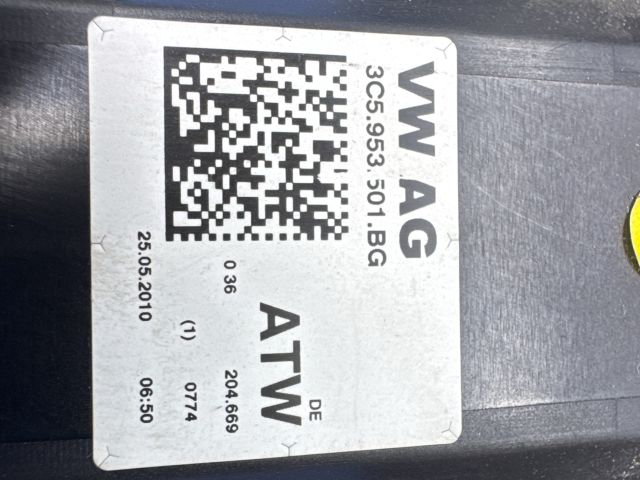 VW AG
3C5.953.501.BG
DE
ATW
0 36 204.669
(1) 0774
25.05.2010 06:50